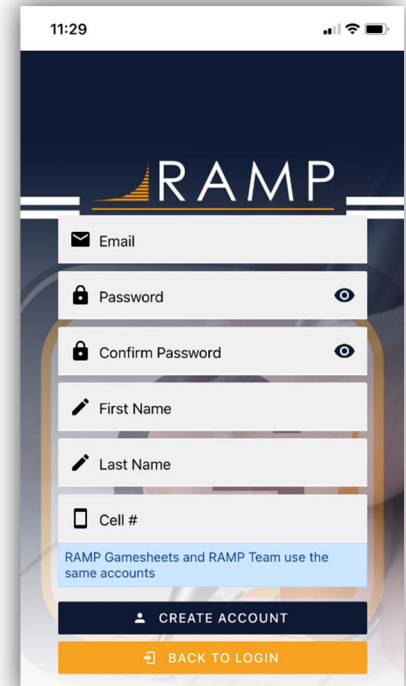 11:29
RAMP
Email
Password
Confirm Password
First Name
Last Name
Cell #
RAMP Gamesheets and RAMP Team use the
same accounts
CREATE ACCOUNT
BACK TO LOGIN